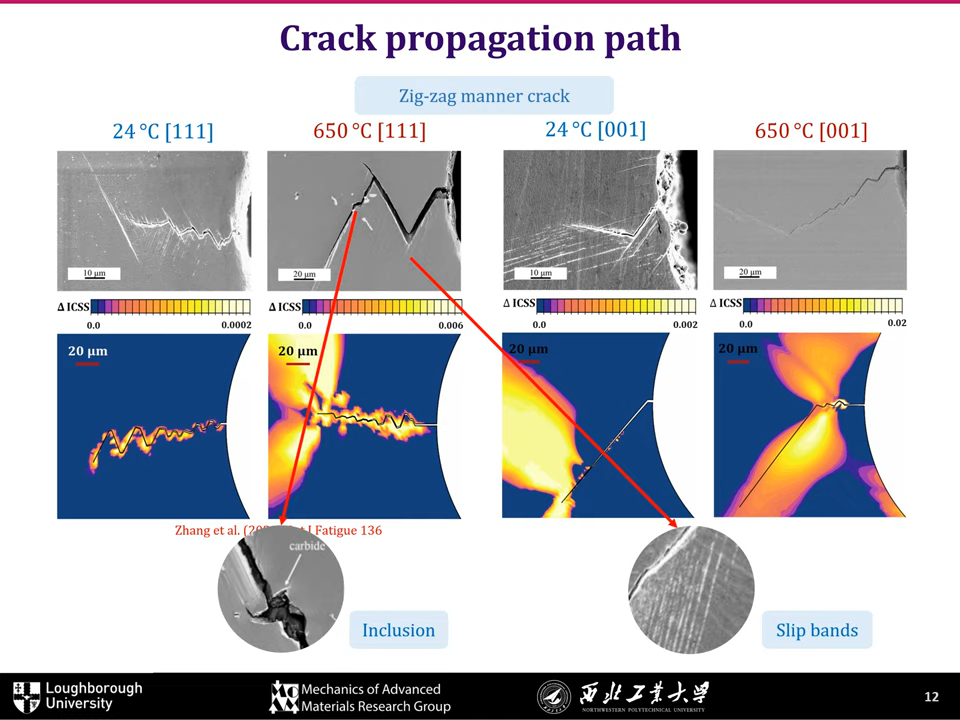 Crack propagation path
Zig-zag manner crack
24 °C [111]
650 °C [111]
24 °C [001]
650 °C [001]
10 μm
20 μm
10 μm
20 μm
Δ ICSS
0.0 0.0002
Δ ICSS
0.0 0.006
Δ ICSS
0.0 0.002
Δ ICSS
0.0 0.02
20 μm
20 μm
20 μm
20 μm
Zhang et al. J Fatigue 136
carbide
Inclusion
Slip bands
Loughborough
University
Mechanics of Advanced
Materials Research Group
西北工业大学
NORTHWESTERN POLYTECHNICAL UNIVERSITY
12